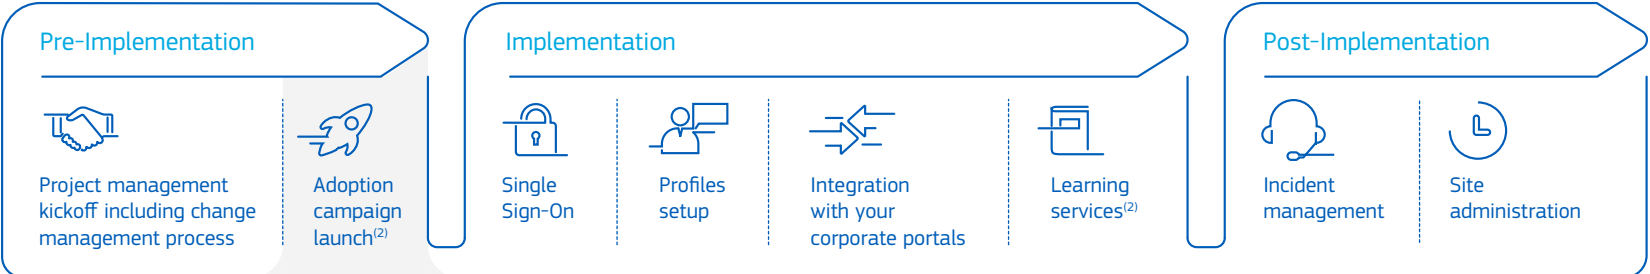 Pre-Implementation
Project management
kickoff including change
management process
Adoption
campaign
launch(2)
Implementation
Single
Sign-On
Profiles
setup
Integration
with your
corporate portals
Learning
services(2)
Post-Implementation
Incident
management
Site
administration